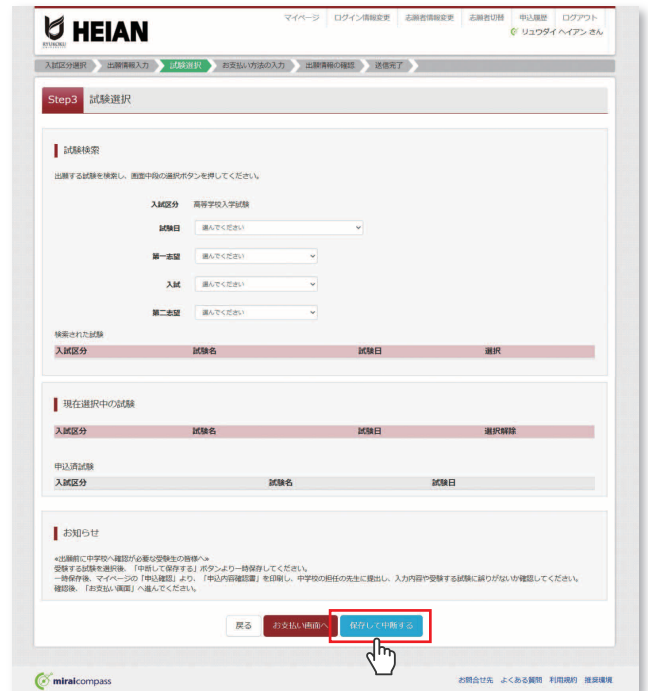 マイページ ログイン情報変更 志願者情報変更 志願者切替 申込履歴 ログアウト
HEIAN
RYUKOKU
リュウダイ ヘイアン さん
入試区分選択 出願情報入力 試験選択 お支払い方法の入力 出願情報の確認 送信完了
Step3 試験選択
試験検索
出願する試験を検索し、画面中段の選択ボタンを押してください。
入試区分 高等学校入学試験
試験日 選んでください
第一志望 選んでください
入試 選んでください
第二志望 選んでください
検索された試験
入試区分 試験名 試験日 選択
現在選択中の試験
入試区分 試験名 試験日 選択解除
申込済試験
入試区分 試験名 試験日
お知らせ
≪出願前に中学校へ確認が必要な受験生の皆様へ≫
受験する試験を選択後、「中断して保存する」ボタンより一時保存してください。
一時保存後、マイページの「申込確認」より、「申込内容確認書」を印刷し、中学校の担任の先生に提出し、入力内容や受験する試験に誤りがないか確認してください。
確認後、「お支払い画面」へ進んでください。
戻る お支払い画面へ 保存して中断する
miraicompass
お問合せ先 よくある質問 利用規約 推奨環境